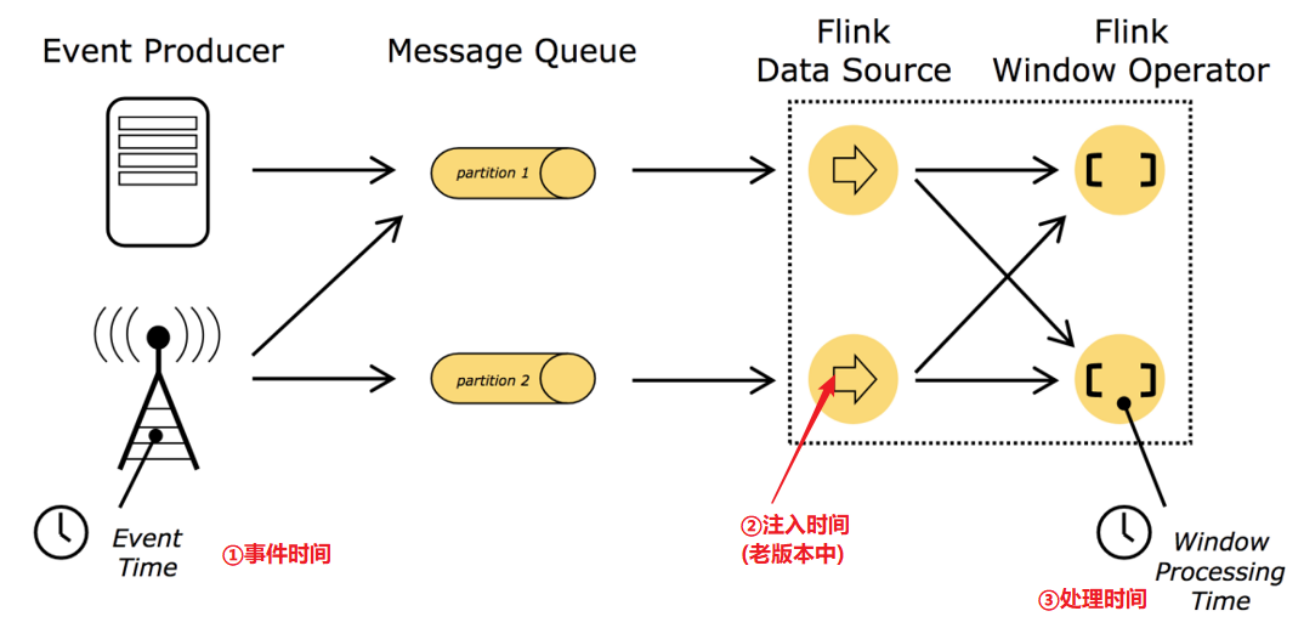 Event Producer
Message Queue
Flink
Data Source
Flink
Window Operator
partition 1
partition 2
Event
Time
①事件时间
②注入时间
(老版本中)
Window
Processing
Time
③处理时间